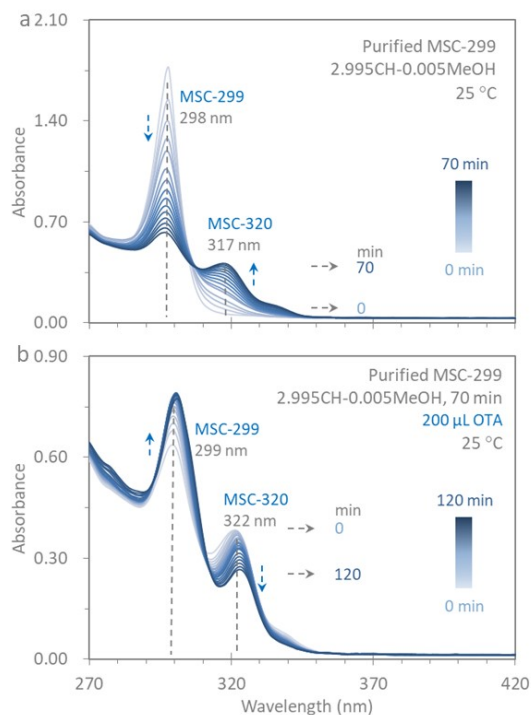 a
2.10
1.40
0.70
0.00
Absorbance
Purified MSC-299
2.995CH-0.005MeOH
25 °C
MSC-299
298 nm
MSC-320
317 nm
70 min
0 min
min
70
0
b
0.90
0.60
0.30
0.00
Absorbance
Purified MSC-299
2.995CH-0.005MeOH, 70 min
200 µL OTA
25 °C
MSC-299
299 nm
MSC-320
322 nm
min
0
120
120 min
0 min
270
320
370
420
Wavelength (nm)